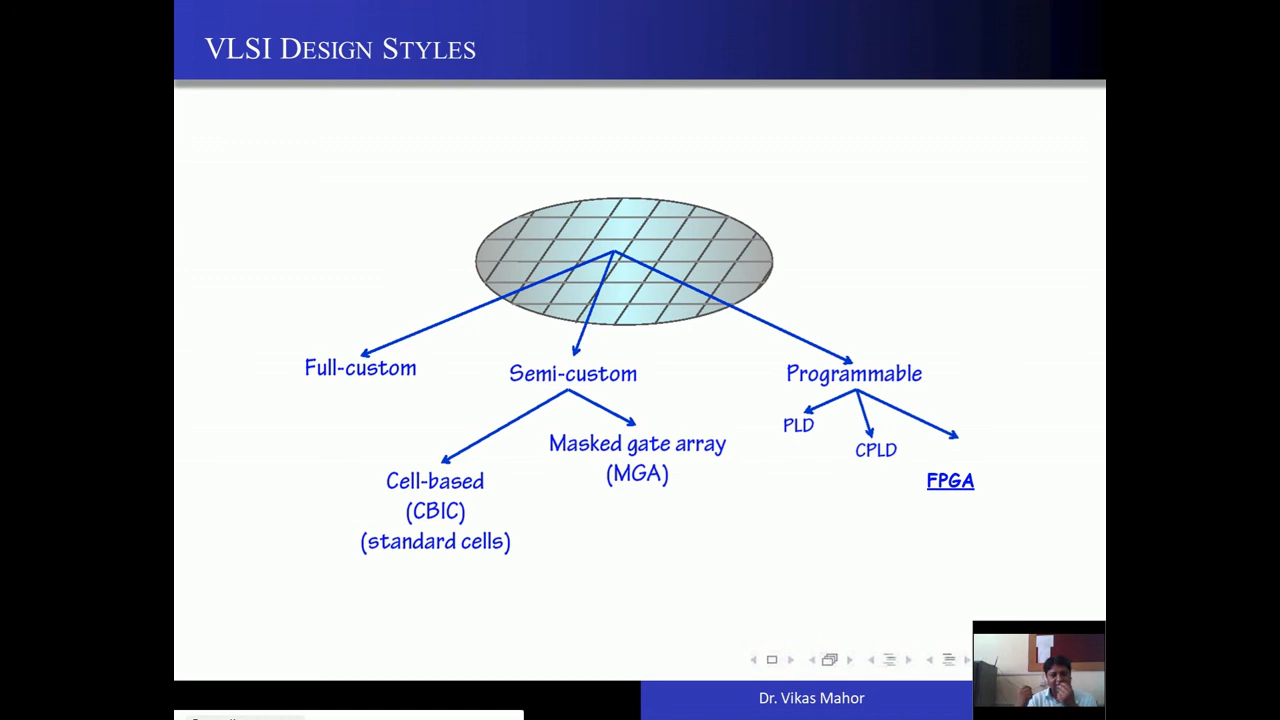 VLSI DESIGN STYLES
Full-custom
Semi-custom
Programmable
PLD
CPLD
FPGA
Masked gate array
(MGA)
Cell-based
(CBIC)
(standard cells)
Dr. Vikas Mahor